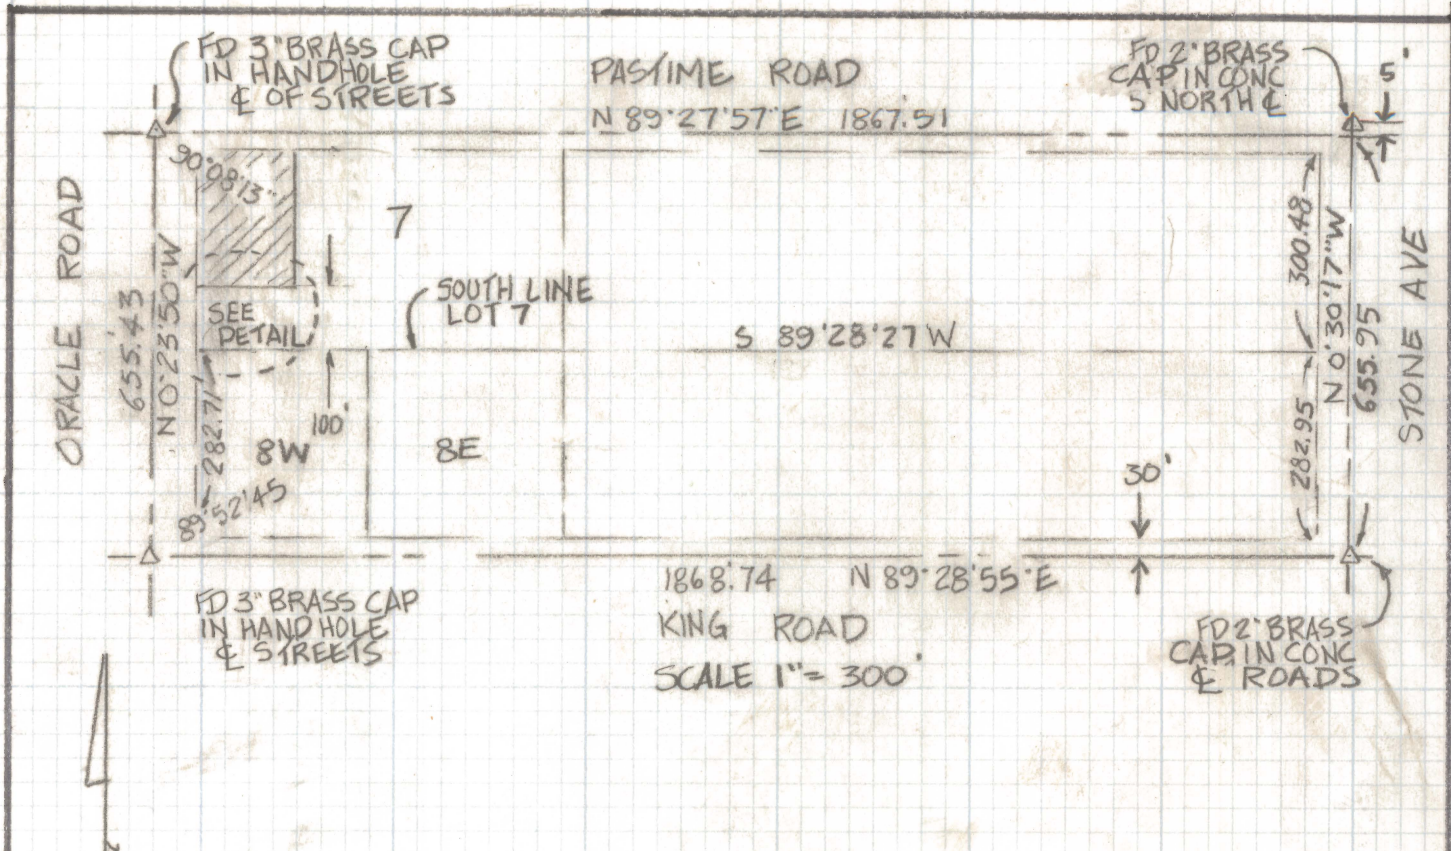 FD 3" BRASS CAP
IN HANDHOLE
℄ OF STREETS
PASTIME ROAD
N 89°27'57"E 1867.51
FD 2" BRASS
CAP IN CONC
5 NORTH ℄
5'
90°08'13"
7
ORACLE ROAD
655.43'
N 0°23'50"W
SEE
DETAIL
SOUTH LINE
LOT 7
S 89°28'27 W
300.48
N 0°30'17"W
655.95
STONE AVE
282.71
100'
8W
8E
282.95
30'
89°52'45
1868.74 N 89°28'55"E
KING ROAD
SCALE 1" = 300'
FD 3" BRASS CAP
IN HAND HOLE
℄ STREETS
FD 2" BRASS
CAP IN CONC
℄ ROADS